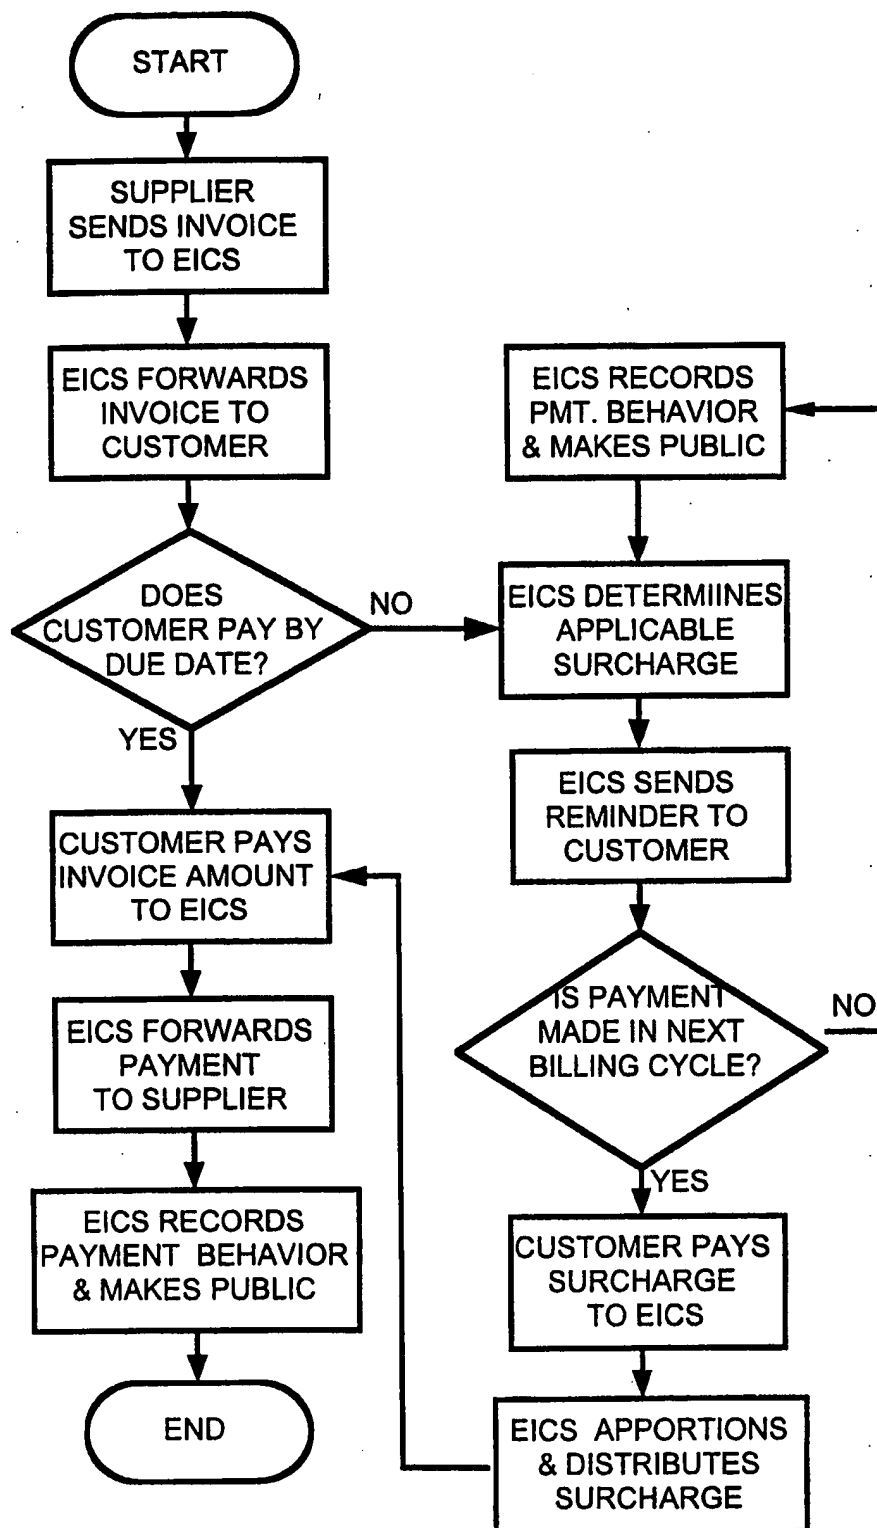 START
SUPPLIER
SENDS INVOICE
TO EICS
EICS FORWARDS
INVOICE TO
CUSTOMER
DOES
CUSTOMER PAY BY
DUE DATE?
NO
YES
CUSTOMER PAYS
INVOICE AMOUNT
TO EICS
EICS FORWARDS
PAYMENT
TO SUPPLIER
EICS RECORDS
PAYMENT BEHAVIOR
& MAKES PUBLIC
END
EICS RECORDS
PMT. BEHAVIOR
& MAKES PUBLIC
EICS DETERMIINES
APPLICABLE
SURCHARGE
EICS SENDS
REMINDER TO
CUSTOMER
IS PAYMENT
MADE IN NEXT
BILLING CYCLE?
NO
YES
CUSTOMER PAYS
SURCHARGE
TO EICS
EICS APPORTIONS
& DISTRIBUTES
SURCHARGE